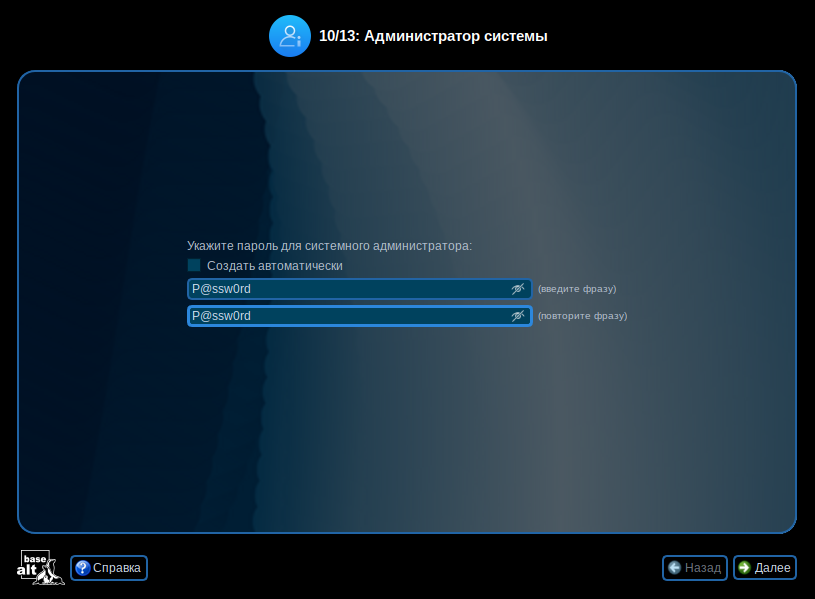 10/13: Администратор системы
Укажите пароль для системного администратора:
Создать автоматически
P@ssw0rd (введите фразу)
P@ssw0rd (повторите фразу)
base
alt
Справка
Назад
Далее